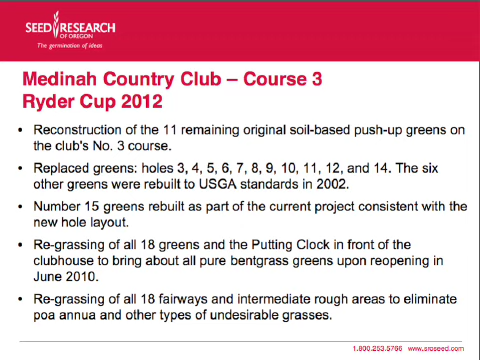 SEED RESEARCH
OF OREGON
The germination of ideas
Medinah Country Club – Course 3
Ryder Cup 2012
• Reconstruction of the 11 remaining original soil-based push-up greens on
the club's No. 3 course.
• Replaced greens: holes 3, 4, 5, 6, 7, 8, 9, 10, 11, 12, and 14. The six
other greens were rebuilt to USGA standards in 2002.
• Number 15 greens rebuilt as part of the current project consistent with the
new hole layout.
• Re-grassing of all 18 greens and the Putting Clock in front of the
clubhouse to bring about all pure bentgrass greens upon reopening in
June 2010.
• Re-grassing of all 18 fairways and intermediate rough areas to eliminate
poa annua and other types of undesirable grasses.
1.800.253.5766 www.sroseed.com